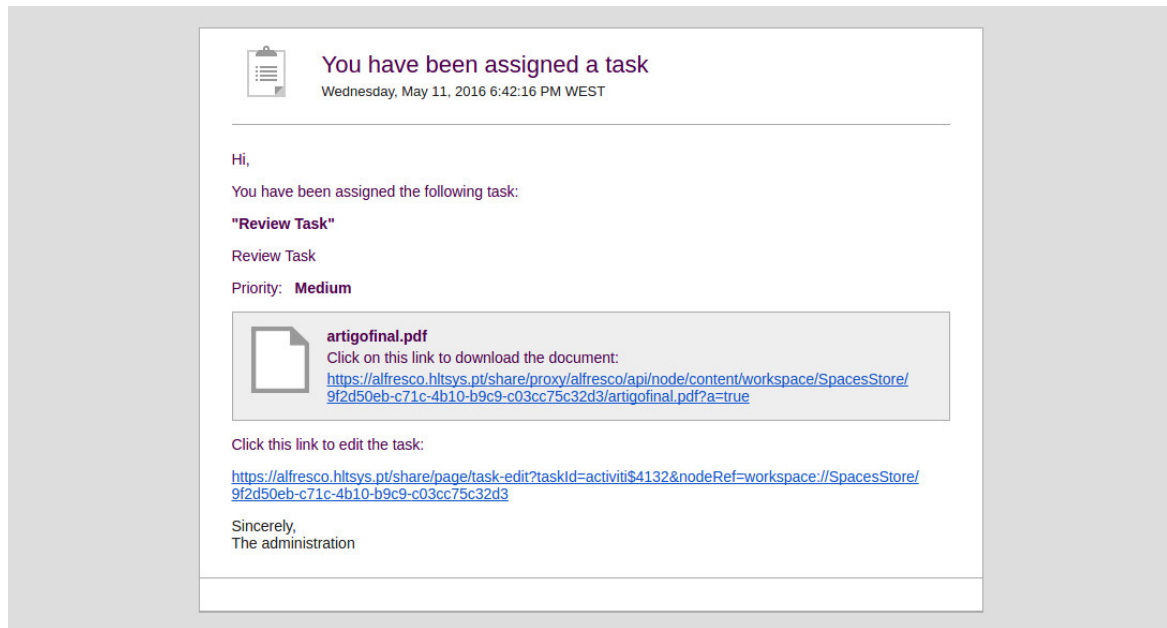 You have been assigned a task
Wednesday, May 11, 2016 6:42:16 PM WEST
Hi,
You have been assigned the following task:
"Review Task"
Review Task
Priority: Medium
artigofinal.pdf
Click on this link to download the document:
https://alfresco.hltsys.pt/share/proxy/alfresco/api/node/content/workspace/SpacesStore/
9f2d50eb-c71c-4b10-b9c9-c03cc75c32d3/artigofinal.pdf?a=true
Click this link to edit the task:
https://alfresco.hltsys.pt/share/page/task-edit?taskId=activiti$4132&nodeRef=workspace://SpacesStore/
9f2d50eb-c71c-4b10-b9c9-c03cc75c32d3
Sincerely,
The administration